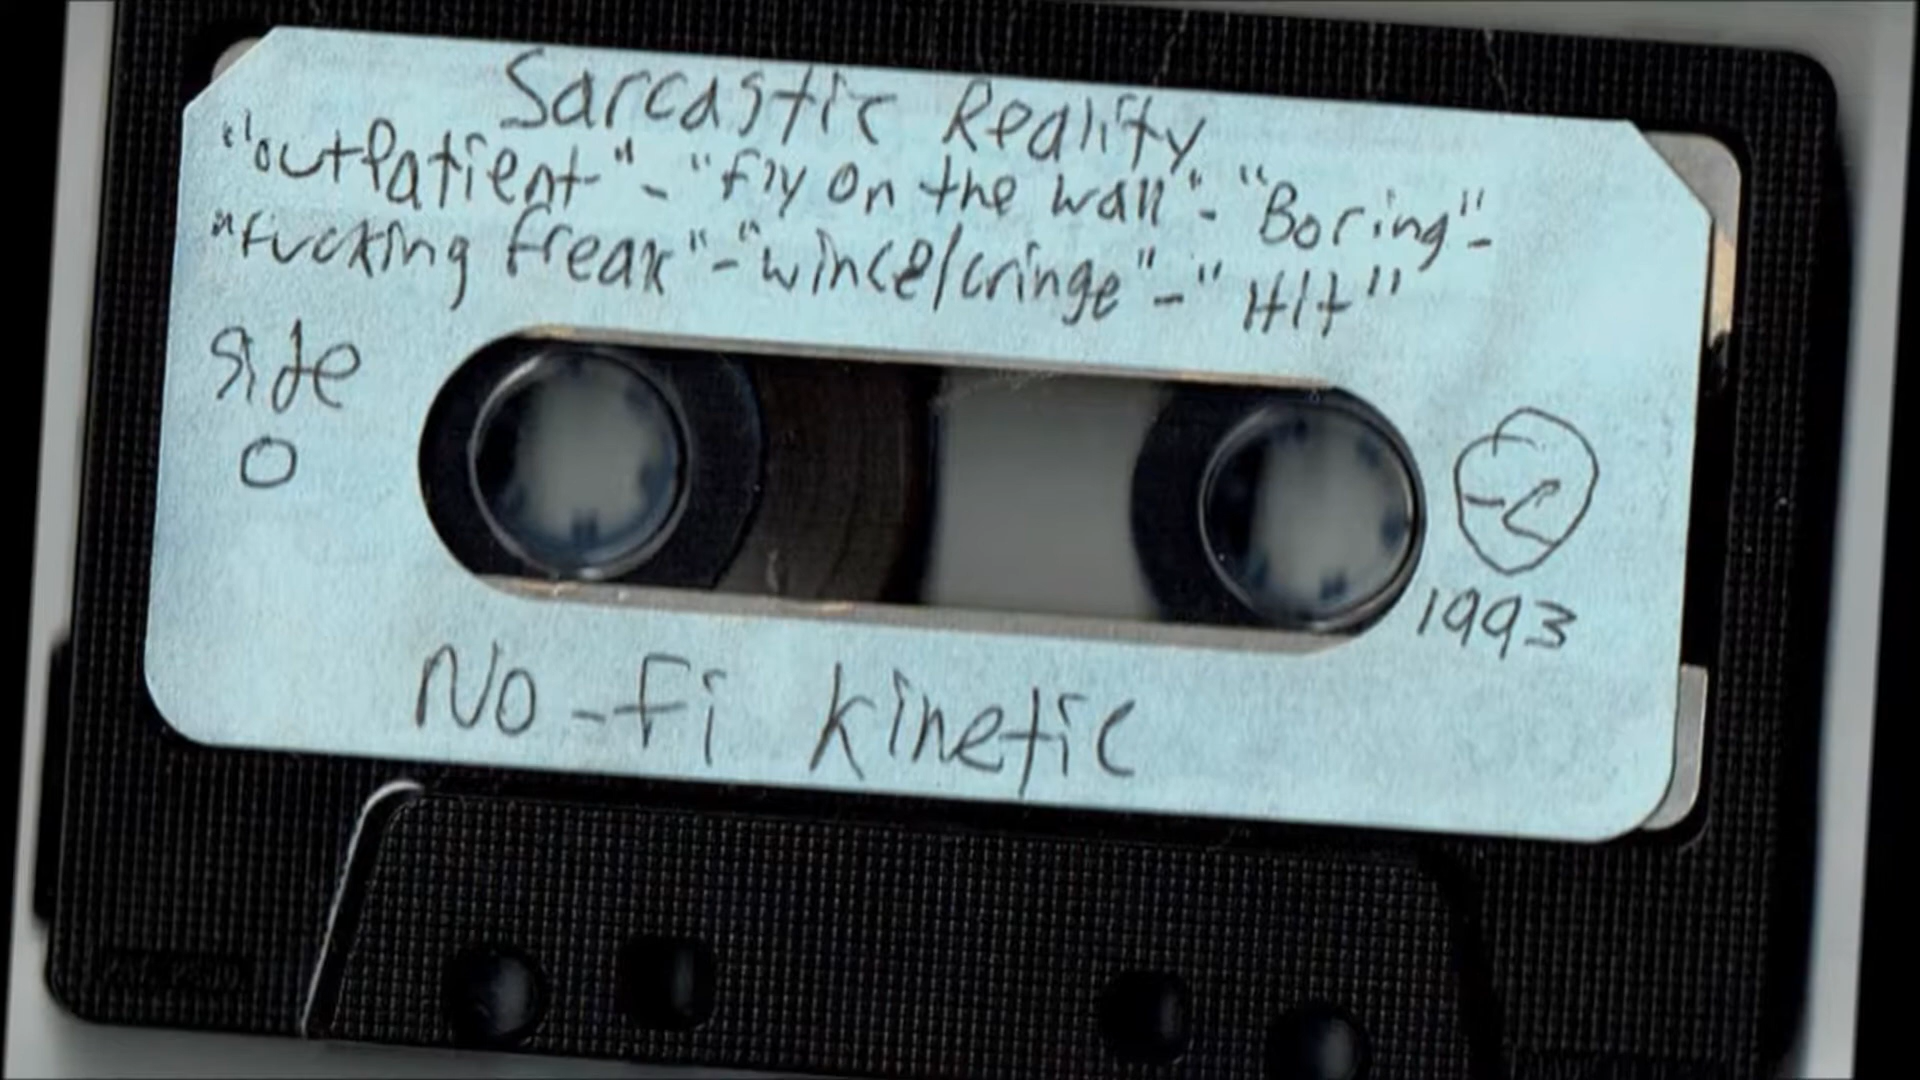 Sarcastic Reality
"outpatient" - "fly on the wall" - "Boring" -
"fucking freak" - "wince/cringe" - "Hit"
side
0
1993
No-fi kinetic